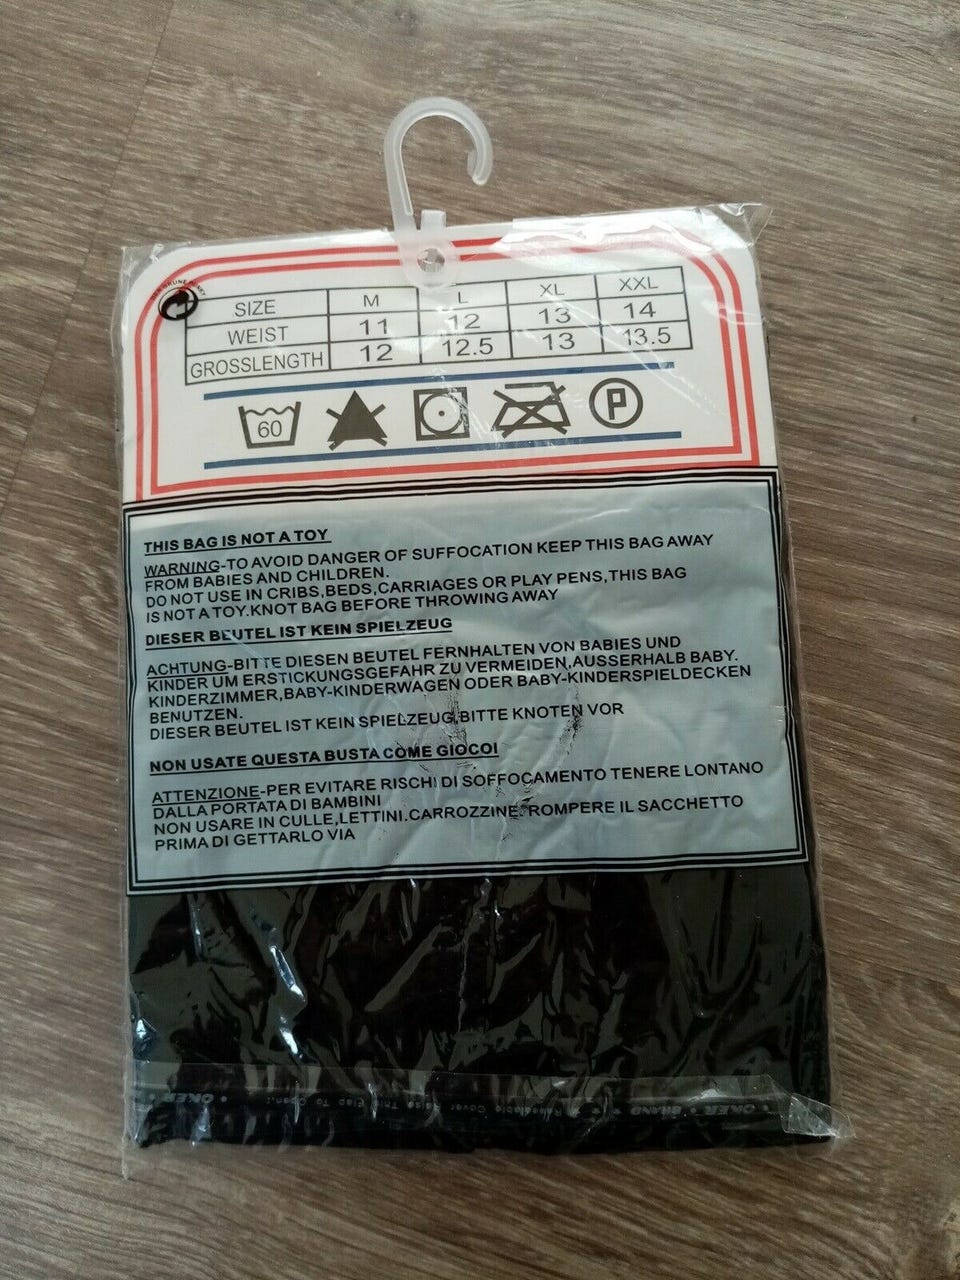 SIZE M L XL XXL
WEIST 11 12 13 14
GROSSLENGTH 12 12.5 13 13.5
60 P
THIS BAG IS NOT A TOY
WARNING-TO AVOID DANGER OF SUFFOCATION KEEP THIS BAG AWAY
FROM BABIES AND CHILDREN.
DO NOT USE IN CRIBS,BEDS,CARRIAGES OR PLAY PENS,THIS BAG
IS NOT A TOY.KNOT BAG BEFORE THROWING AWAY
DIESER BEUTEL IST KEIN SPIELZEUG
ACHTUNG-BITTE DIESEN BEUTEL FERNHALTEN VON BABIES UND
KINDER UM ERSTICKUNGSGEFAHR ZU VERMEIDEN,AUSSERHALB BABY.
KINDERZIMMER,BABY-KINDERWAGEN ODER BABY-KINDERSPIELDECKEN
BENUTZEN.
DIESER BEUTEL IST KEIN SPIELZEUG,BITTE KNOTEN VOR
NON USATE QUESTA BUSTA COME GIOCOI
ATTENZIONE-PER EVITARE RISCHI DI SOFFOCAMENTO TENERE LONTANO
DALLA PORTATA DI BAMBINI
NON USARE IN CULLE,LETTINI.CARROZZINE.ROMPERE IL SACCHETTO
PRIMA DI GETTARLO VIA
OKER BRAND OKER